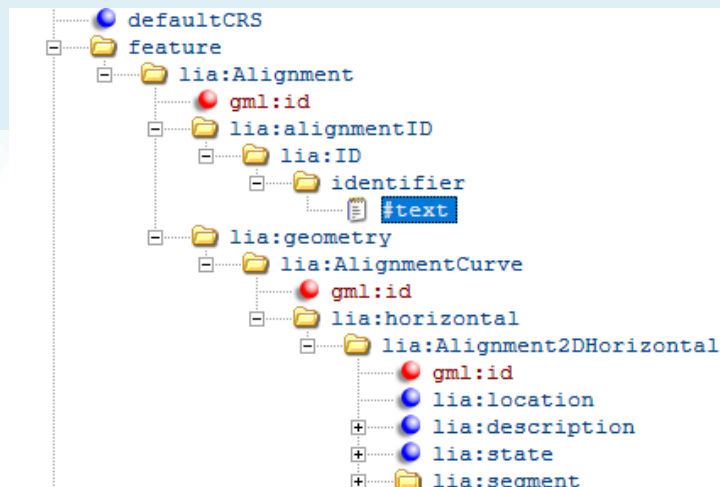 defaultCRS
feature
lia:Alignment
gml:id
lia:alignmentID
lia:ID
identifier
#text
lia:geometry
lia:AlignmentCurve
gml:id
lia:horizontal
lia:Alignment2DHorizontal
gml:id
lia:location
lia:description
lia:state
lia:segment